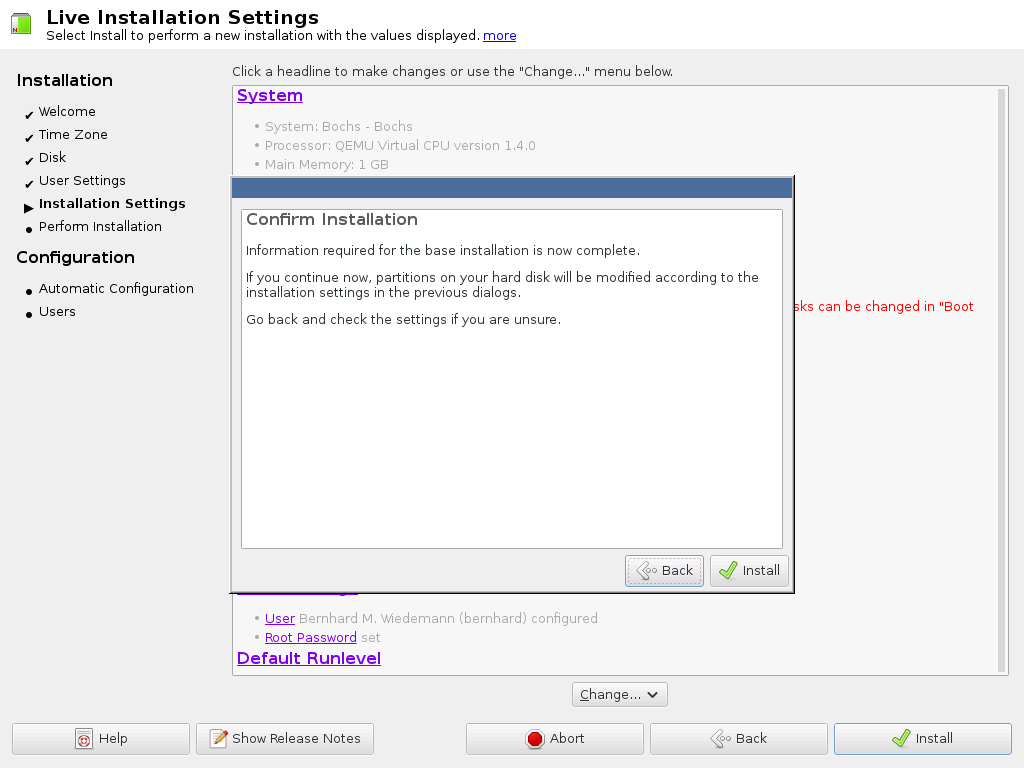 Live Installation Settings
Select Install to perform a new installation with the values displayed. more
Installation
Welcome
Time Zone
Disk
User Settings
Installation Settings
Perform Installation
Configuration
Automatic Configuration
Users
Click a headline to make changes or use the "Change..." menu below.
System
• System: Bochs - Bochs
• Processor: QEMU Virtual CPU version 1.4.0
• Main Memory: 1 GB
Confirm Installation
Information required for the base installation is now complete.
If you continue now, partitions on your hard disk will be modified according to the
installation settings in the previous dialogs.
Go back and check the settings if you are unsure.
Back
Install
sks can be changed in "Boot
• User Bernhard M. Wiedemann (bernhard) configured
• Root Password set
Default Runlevel
Change...
Help
Show Release Notes
Abort
Back
Install